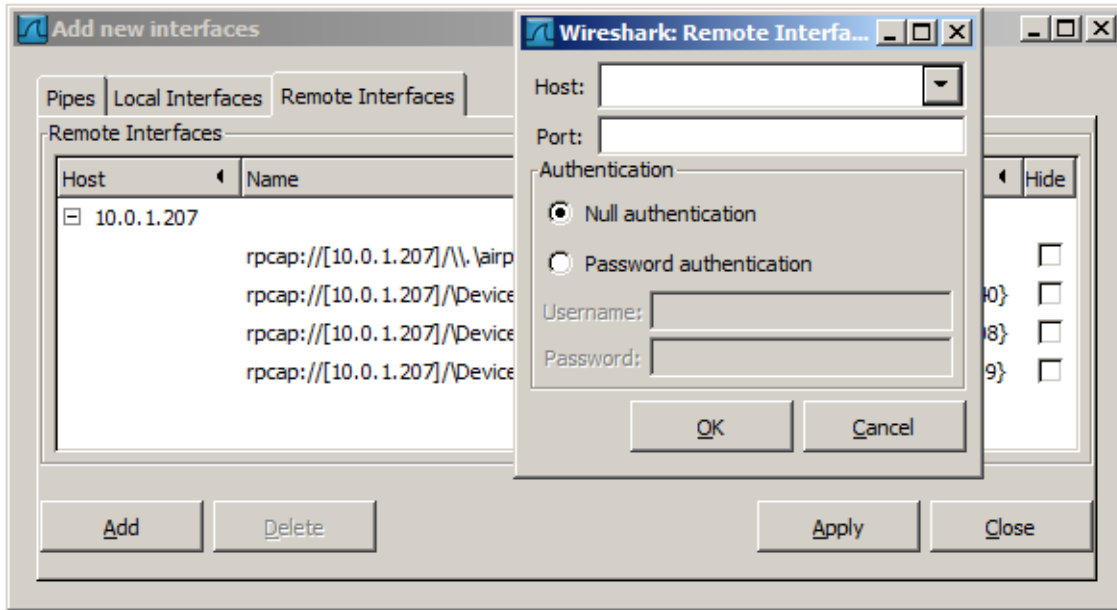 Add new interfaces
Wireshark: Remote Interfa...
Pipes Local Interfaces Remote Interfaces
Remote Interfaces
Host Name Hide
10.0.1.207
rpcap://[10.0.1.207]/\\.\airp
rpcap://[10.0.1.207]/\Device 40}
rpcap://[10.0.1.207]/\Device 98}
rpcap://[10.0.1.207]/\Device 9}
Host:
Port:
Authentication
Null authentication
Password authentication
Username:
Password:
OK Cancel
Add Delete Apply Close